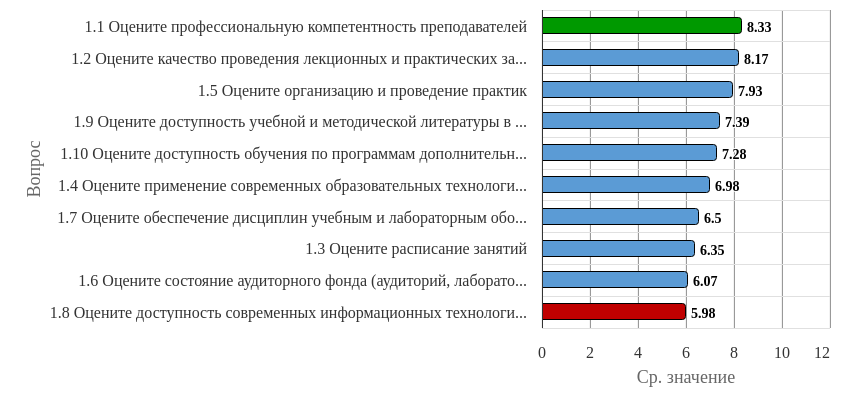 1.1 Оцените профессиональную компетентность преподавателей 8.33
1.2 Оцените качество проведения лекционных и практических за... 8.17
1.5 Оцените организацию и проведение практик 7.93
1.9 Оцените доступность учебной и методической литературы в ... 7.39
1.10 Оцените доступность обучения по программам дополнительн... 7.28
1.4 Оцените применение современных образовательных технологи... 6.98
1.7 Оцените обеспечение дисциплин учебным и лабораторным обо... 6.5
1.3 Оцените расписание занятий 6.35
1.6 Оцените состояние аудиторного фонда (аудиторий, лаборато... 6.07
1.8 Оцените доступность современных информационных технологи... 5.98
Вопрос
0 2 4 6 8 10 12
Ср. значение